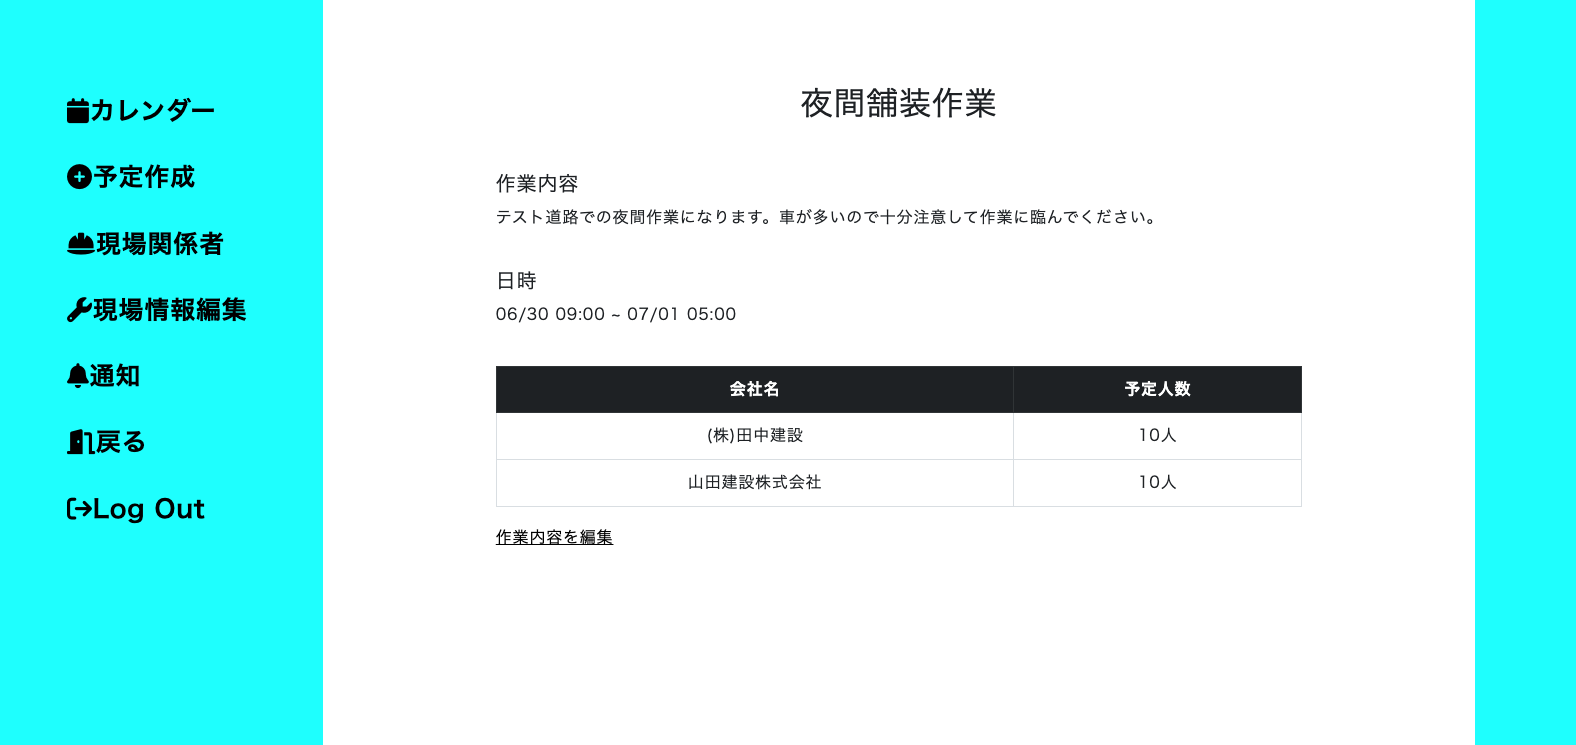 カレンダー
予定作成
現場関係者
現場情報編集
通知
戻る
Log Out
夜間舗装作業
作業内容
テスト道路での夜間作業になります。車が多いので十分注意して作業に臨んでください。
日時
06/30 09:00 ~ 07/01 05:00
会社名 予定人数
(株)田中建設 10人
山田建設株式会社 10人
作業内容を編集